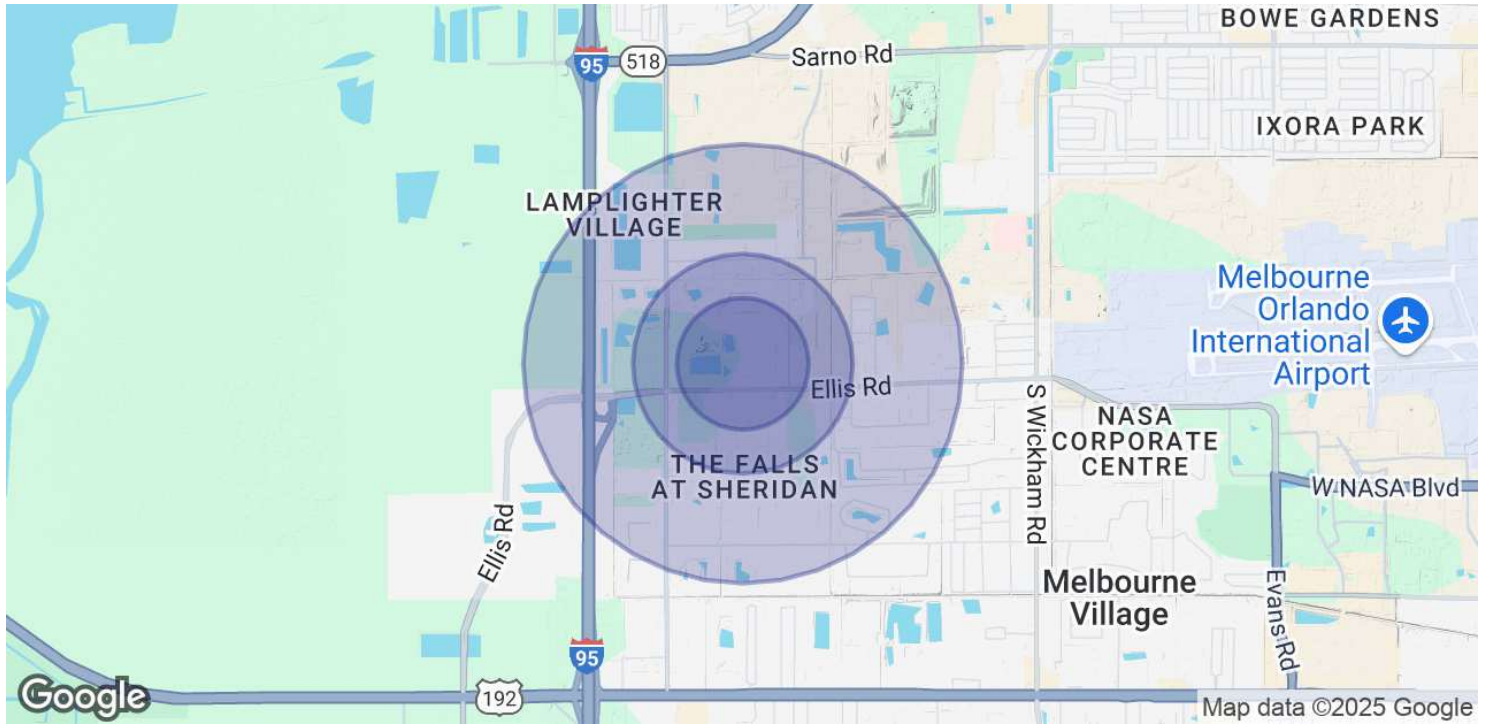 BOWE GARDENS
Sarno Rd
518
95
IXORA PARK
LAMPLIGHTER
VILLAGE
Melbourne
Orlando
International
Airport
Ellis Rd
S Wickham Rd
NASA
CORPORATE
CENTRE
THE FALLS
AT SHERIDAN
W NASA Blvd
Ellis Rd
Melbourne
Village
Evans Rd
95
192
Google
Map data ©2025 Google